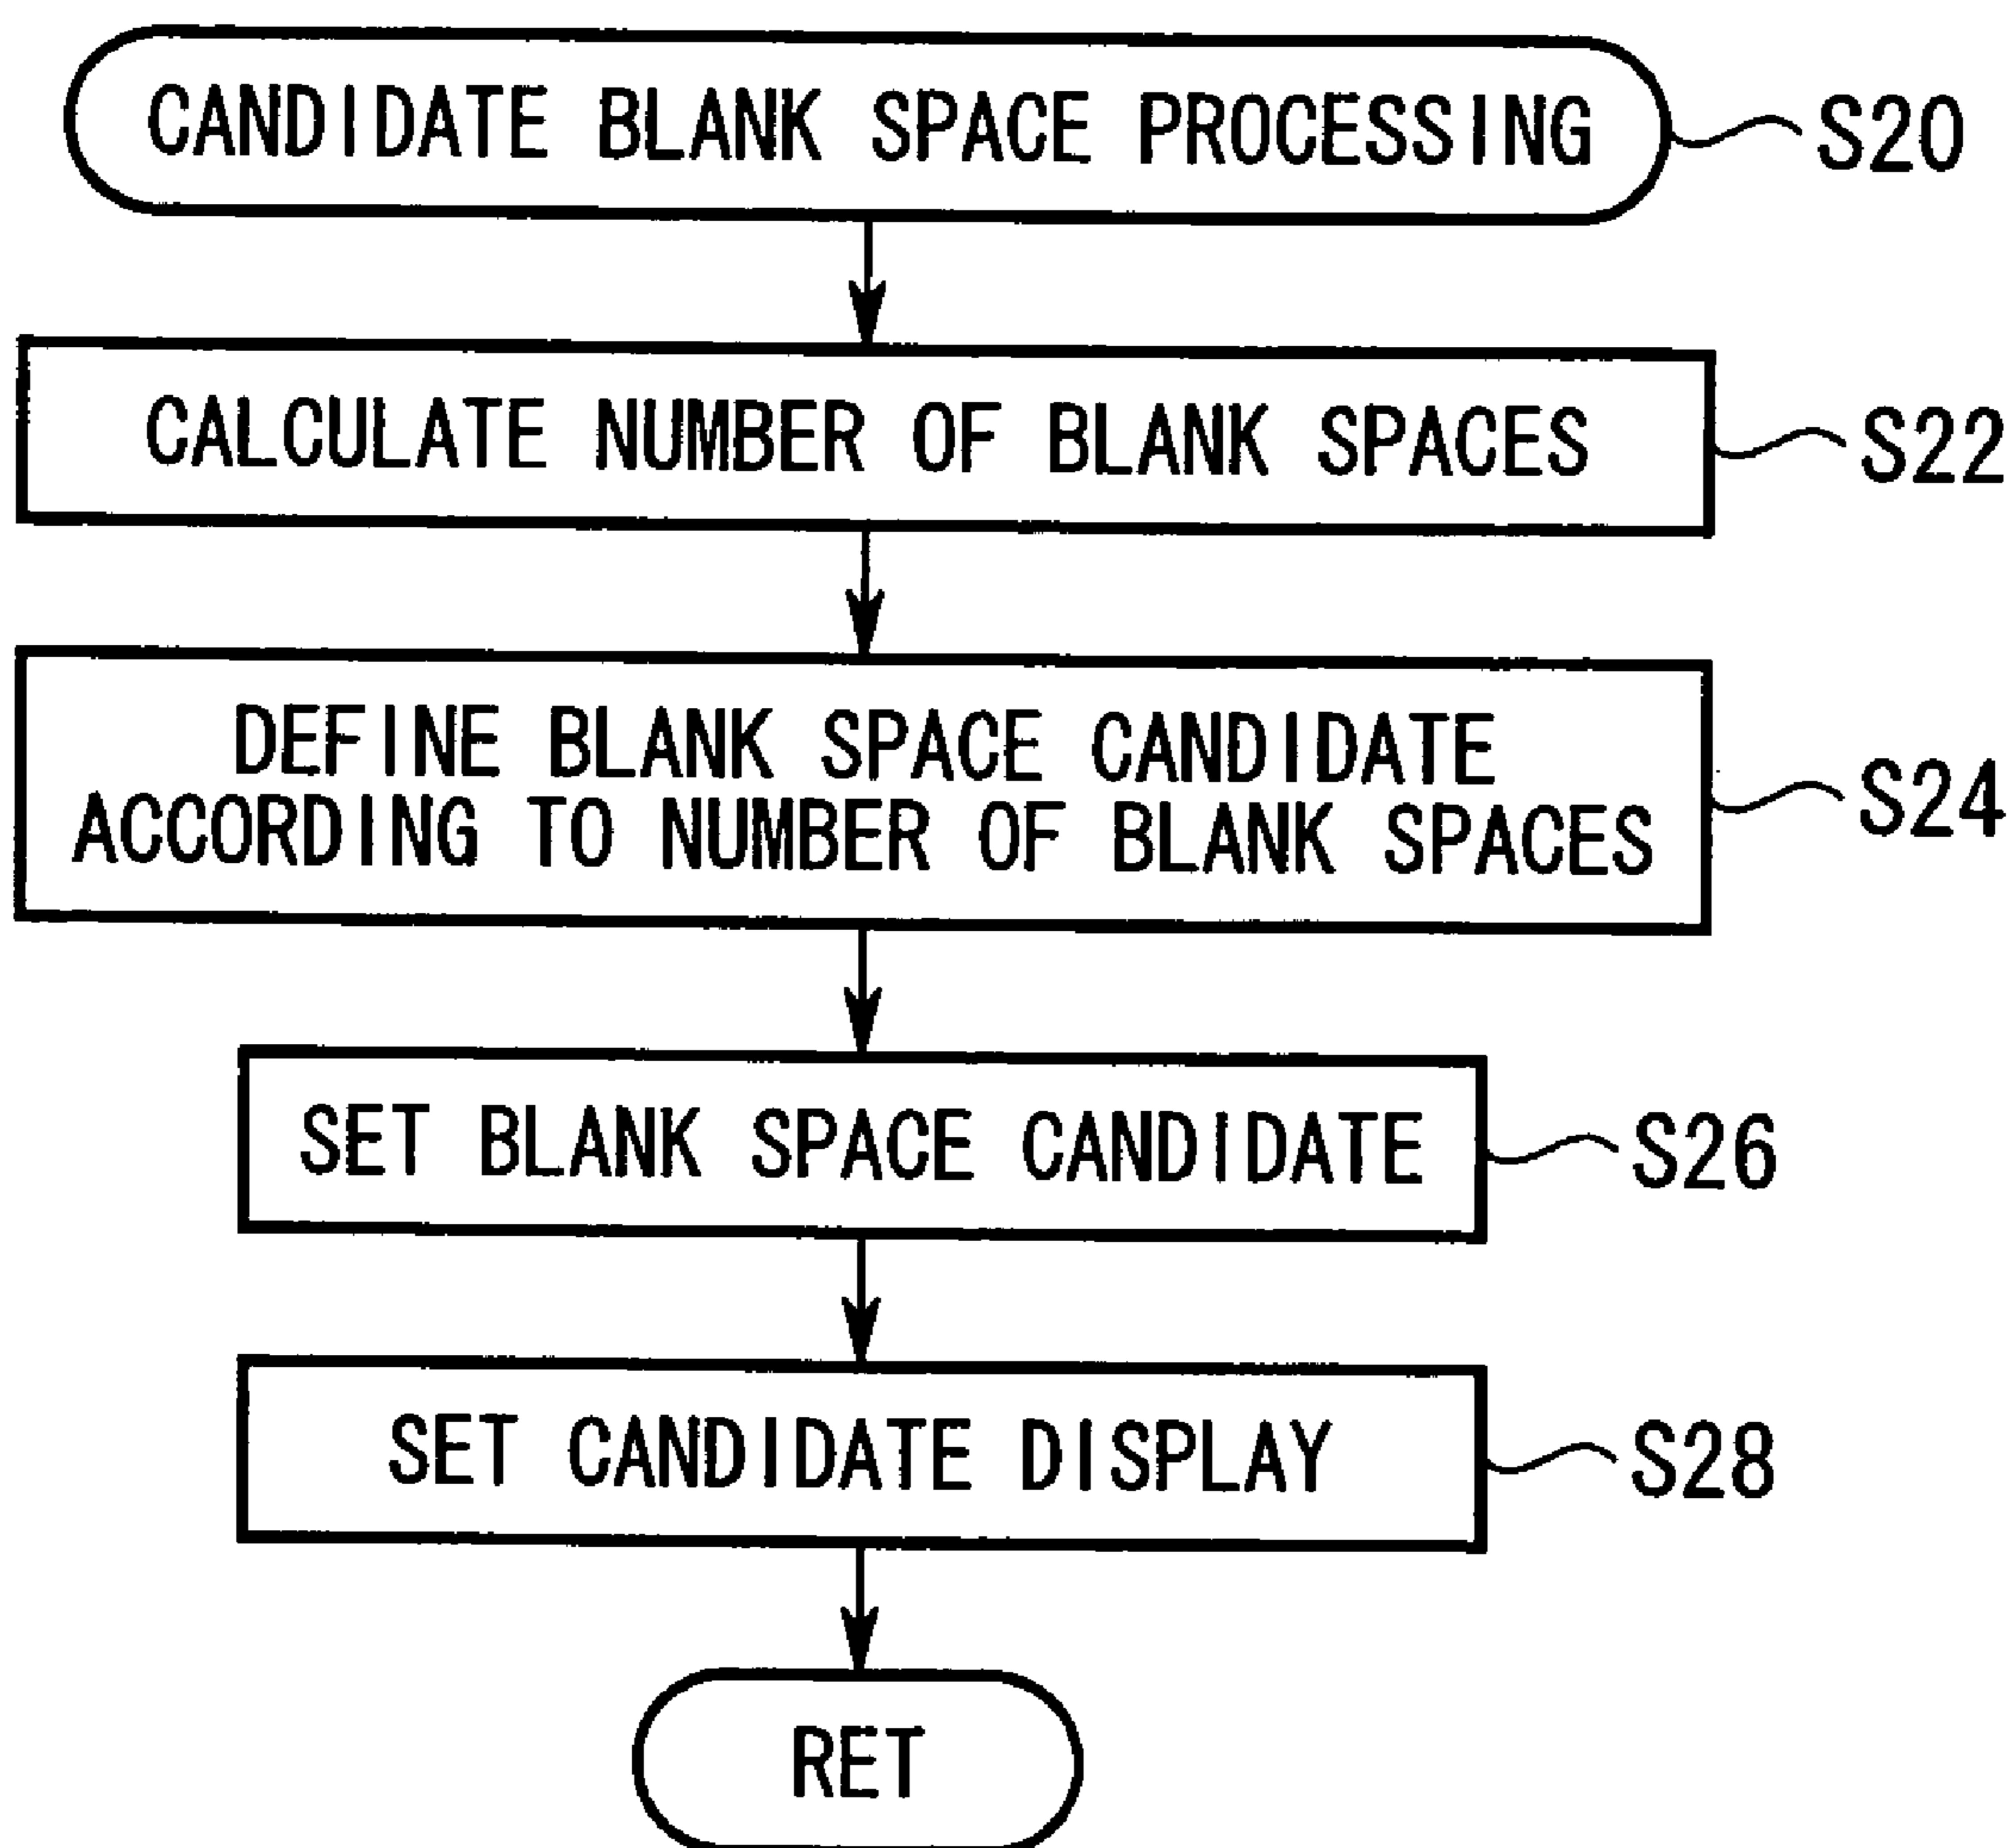 CANDIDATE BLANK SPACE PROCESSING S20
CALCULATE NUMBER OF BLANK SPACES S22
DEFINE BLANK SPACE CANDIDATE
ACCORDING TO NUMBER OF BLANK SPACES S24
SET BLANK SPACE CANDIDATE S26
SET CANDIDATE DISPLAY S28
RET